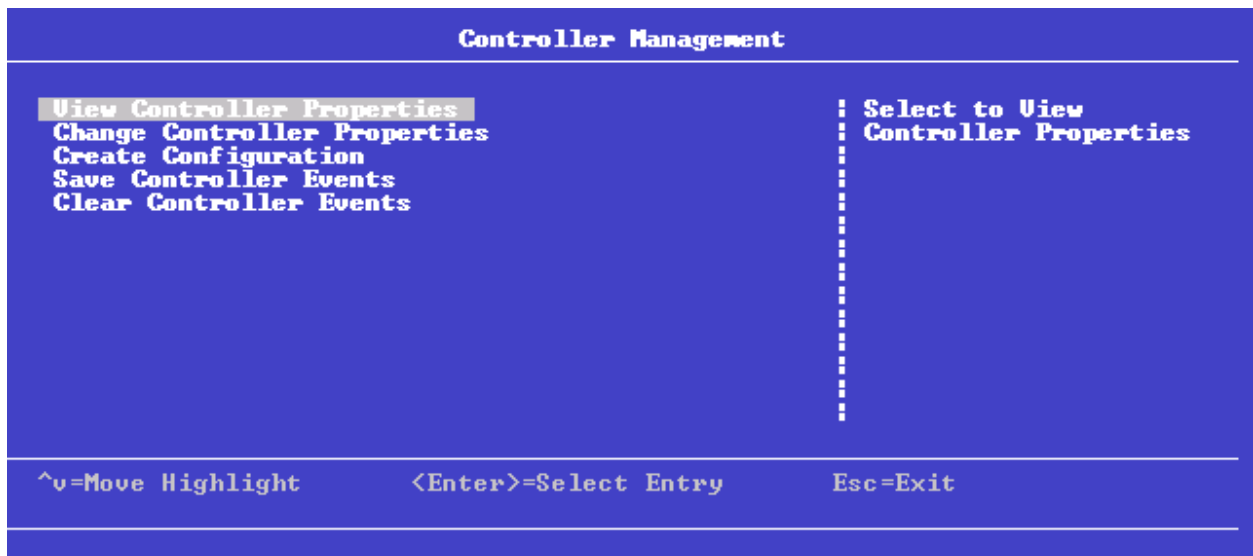 Controller Management
View Controller Properties
Change Controller Properties
Create Configuration
Save Controller Events
Clear Controller Events
Select to View
Controller Properties
^v=Move Highlight <Enter>=Select Entry Esc=Exit